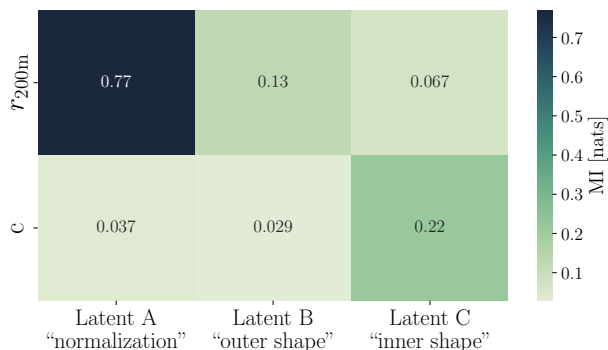 r200m
0.77
0.13
0.067
c
0.037
0.029
0.22
Latent A
“normalization”
Latent B
“outer shape”
Latent C
“inner shape”
0.7
0.6
0.5
0.4
0.3
0.2
0.1
MI [nats]